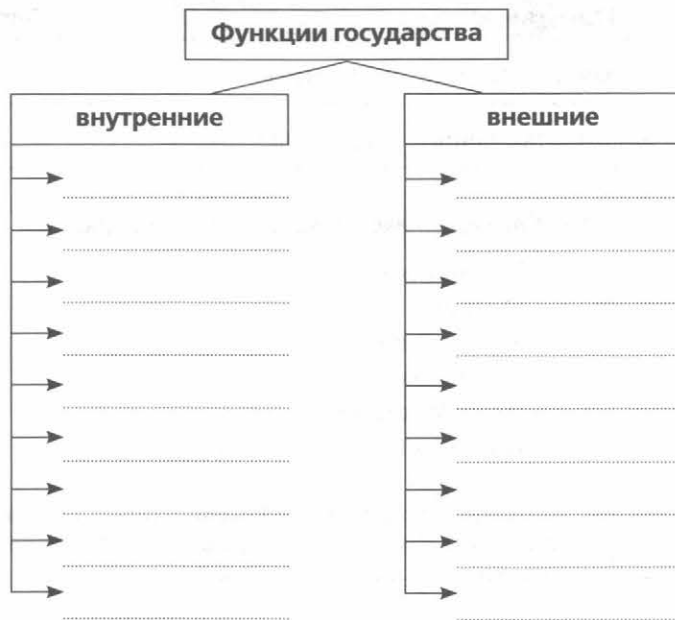 Функции государства
внутренние
внешние